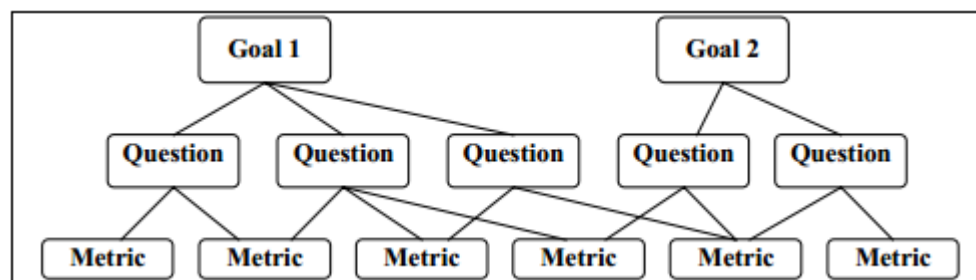 Goal 1 Goal 2
Question Question Question Question Question
Metric Metric Metric Metric Metric Metric